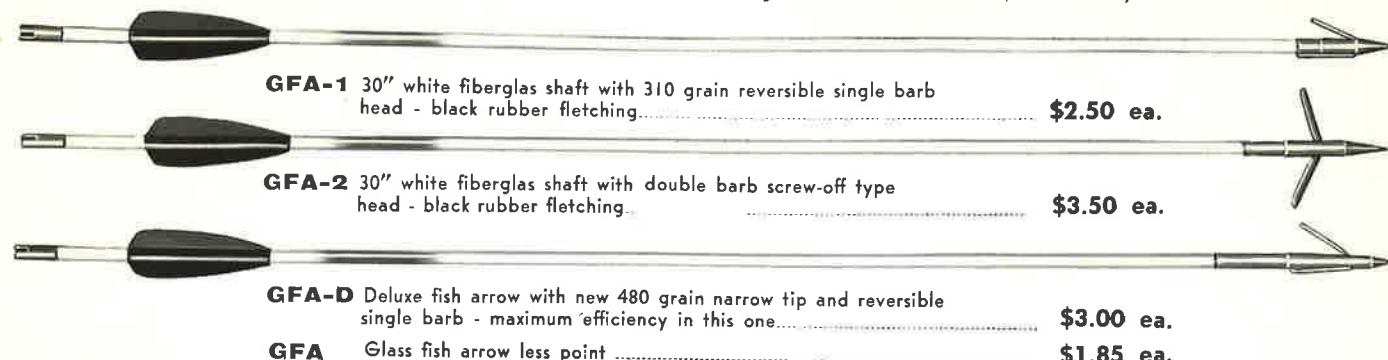 GFA-1 30" white fiberglas shaft with 310 grain reversible single barb
head - black rubber fletching $2.50 ea.
GFA-2 30" white fiberglas shaft with double barb screw-off type
head - black rubber fletching $3.50 ea.
GFA-D Deluxe fish arrow with new 480 grain narrow tip and reversible
single barb - maximum efficiency in this one $3.00 ea.
GFA Glass fish arrow less point $1.85 ea.